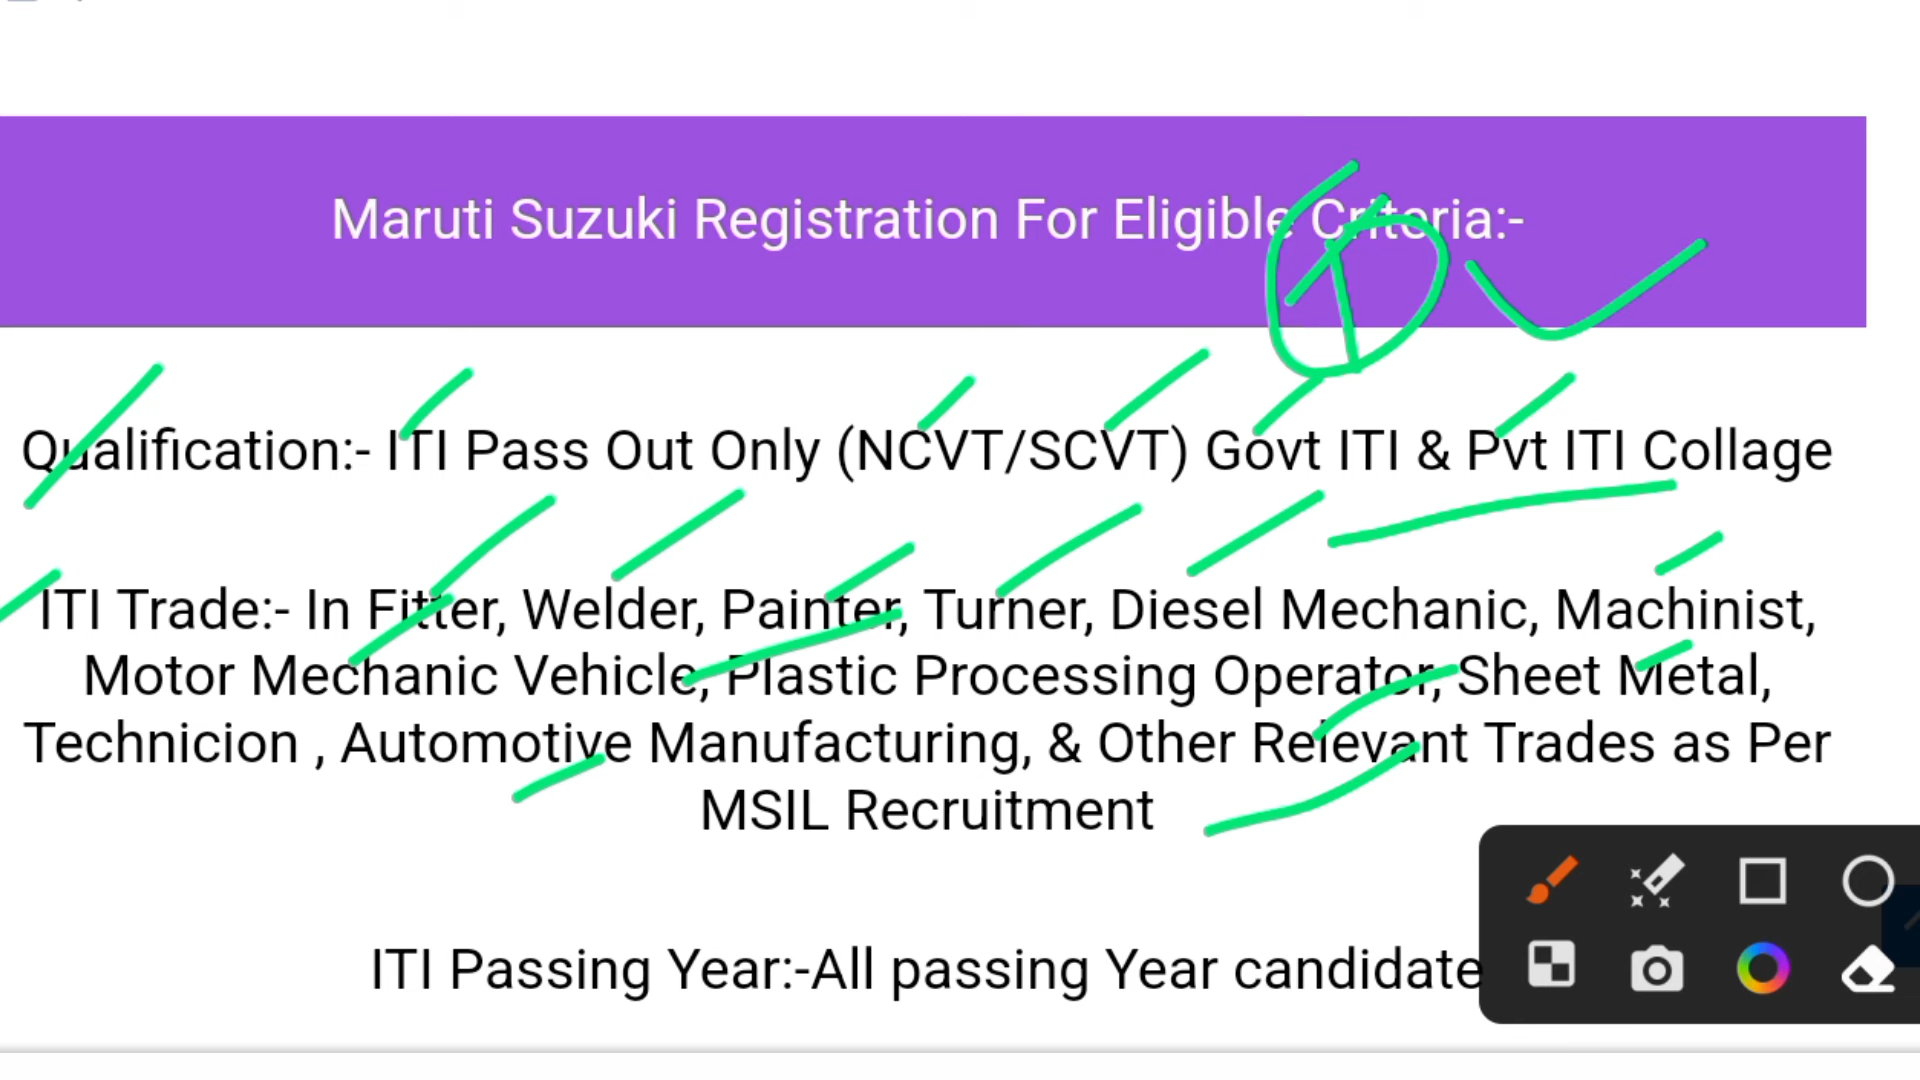 Maruti Suzuki Registration For Eligible Criteria:-
Qualification:- ITI Pass Out Only (NCVT/SCVT) Govt ITI & Pvt ITI Collage
ITI Trade:- In Fitter, Welder, Painter, Turner, Diesel Mechanic, Machinist,
Motor Mechanic Vehicle, Plastic Processing Operator, Sheet Metal,
Technicion , Automotive Manufacturing, & Other Relevant Trades as Per
MSIL Recruitment
ITI Passing Year:-All passing Year candidate